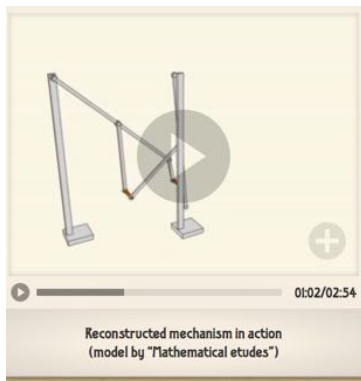 01:02/02:54
Reconstructed mechanism in action
(model by "Mathematical etudes")